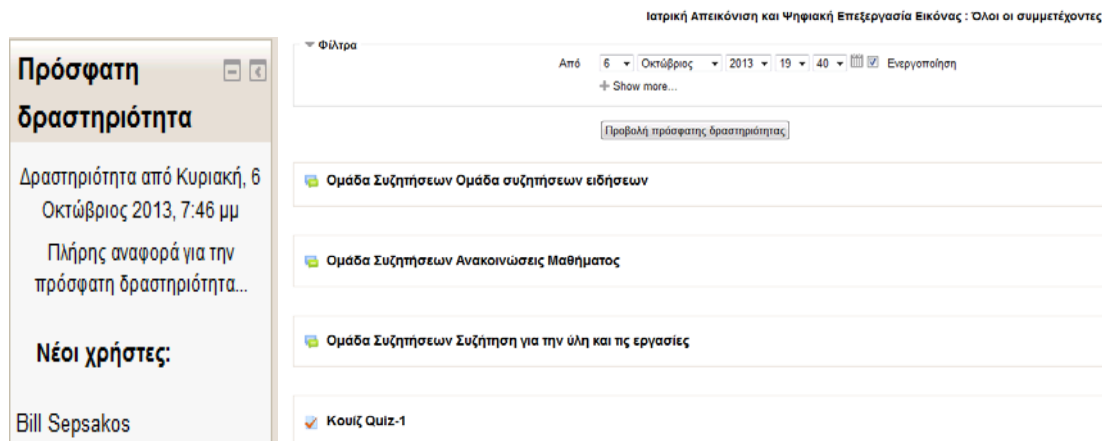 Ιατρική Απεικόνιση και Ψηφιακή Επεξεργασία Εικόνας : Όλοι οι συμμετέχοντες
Πρόσφατη
δραστηριότητα
Δραστηριότητα από Κυριακή, 6
Οκτώβριος 2013, 7:46 μμ
Πλήρης αναφορά για την
πρόσφατη δραστηριότητα...
Νέοι χρήστες:
Bill Sepsakos
Φίλτρα
Από 6 Οκτώβριος 2013 19 40 Ενεργοποίηση
Show more...
Προβολή πρόσφατης δραστηριότητας
Ομάδα Συζητήσεων Ομάδα συζητήσεων ειδήσεων
Ομάδα Συζητήσεων Ανακοινώσεις Μαθήματος
Ομάδα Συζητήσεων Συζήτηση για την ύλη και τις εργασίες
Κουίζ Quiz-1